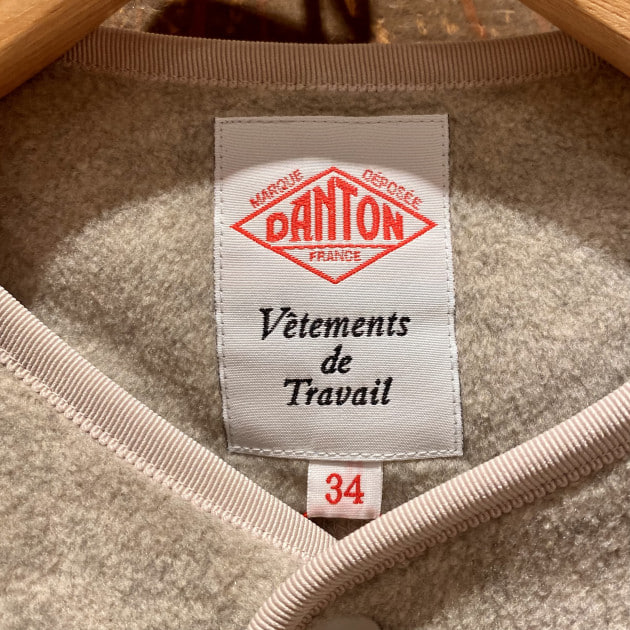 MARQUE DÉPOSÉE
DANTON
FRANCE
Vêtements
de
Travail
34